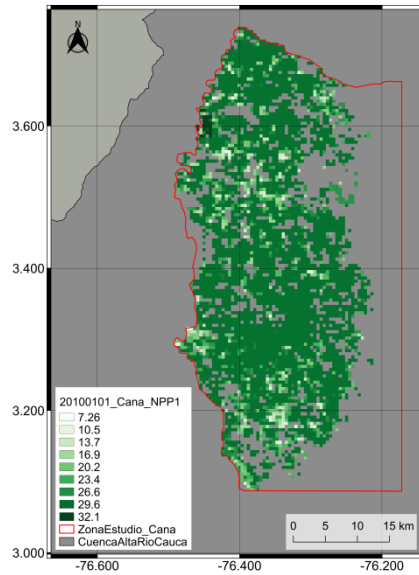 N
3.600
3.400
3.200
3.000
20100101_Cana_NPP1
7.26
10.5
13.7
16.9
20.2
23.4
26.6
29.6
32.1
ZonaEstudio_Cana
CuencaAltaRioCauca
0 5 10 15 km
-76.600 -76.400 -76.200